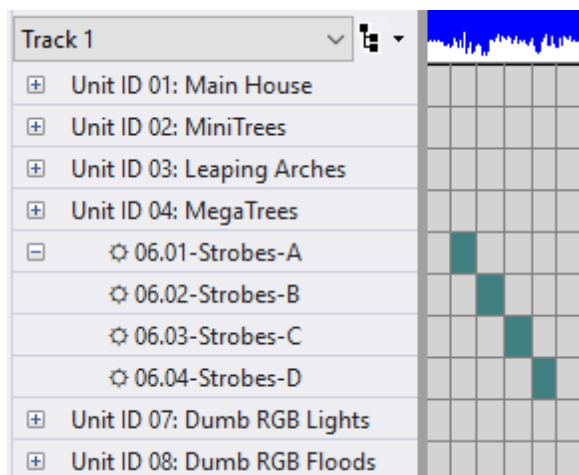 Track 1
Unit ID 01: Main House
Unit ID 02: MiniTrees
Unit ID 03: Leaping Arches
Unit ID 04: MegaTrees
06.01-Strobes-A
06.02-Strobes-B
06.03-Strobes-C
06.04-Strobes-D
Unit ID 07: Dumb RGB Lights
Unit ID 08: Dumb RGB Floods